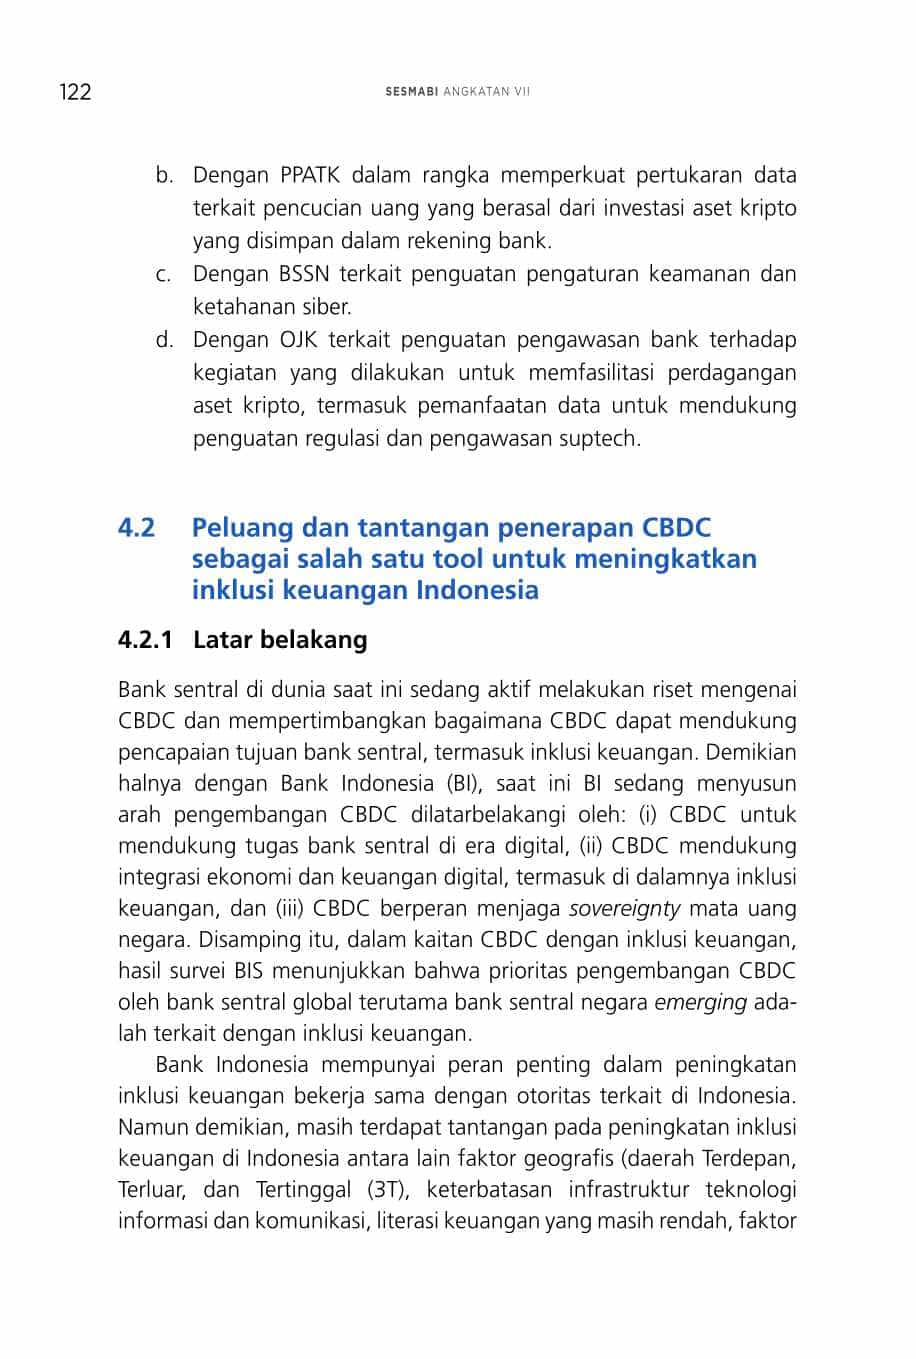 122
SESMABI ANGKATAN VII
b. Dengan PPATK dalam rangka memperkuat pertukaran data
terkait pencucian uang yang berasal dari investasi aset kripto
yang disimpan dalam rekening bank.
c. Dengan BSSN terkait penguatan pengaturan keamanan dan
ketahanan siber.
d. Dengan OJK terkait penguatan pengawasan bank terhadap
kegiatan yang dilakukan untuk memfasilitasi perdagangan
aset kripto, termasuk pemanfaatan data untuk mendukung
penguatan regulasi dan pengawasan suptech.
4.2 Peluang dan tantangan penerapan CBDC
sebagai salah satu tool untuk meningkatkan
inklusi keuangan Indonesia
4.2.1 Latar belakang
Bank sentral di dunia saat ini sedang aktif melakukan riset mengenai
CBDC dan mempertimbangkan bagaimana CBDC dapat mendukung
pencapaian tujuan bank sentral, termasuk inklusi keuangan. Demikian
halnya dengan Bank Indonesia (BI), saat ini BI sedang menyusun
arah pengembangan CBDC dilatarbelakangi oleh: (i) CBDC untuk
mendukung tugas bank sentral di era digital, (ii) CBDC mendukung
integrasi ekonomi dan keuangan digital, termasuk di dalamnya inklusi
keuangan, dan (iii) CBDC berperan menjaga sovereignty mata uang
negara. Disamping itu, dalam kaitan CBDC dengan inklusi keuangan,
hasil survei BIS menunjukkan bahwa prioritas pengembangan CBDC
oleh bank sentral global terutama bank sentral negara emerging ada-
lah terkait dengan inklusi keuangan.
Bank Indonesia mempunyai peran penting dalam peningkatan
inklusi keuangan bekerja sama dengan otoritas terkait di Indonesia.
Namun demikian, masih terdapat tantangan pada peningkatan inklusi
keuangan di Indonesia antara lain faktor geografis (daerah Terdepan,
Terluar, dan Tertinggal (3T), keterbatasan infrastruktur teknologi
informasi dan komunikasi, literasi keuangan yang masih rendah, faktor